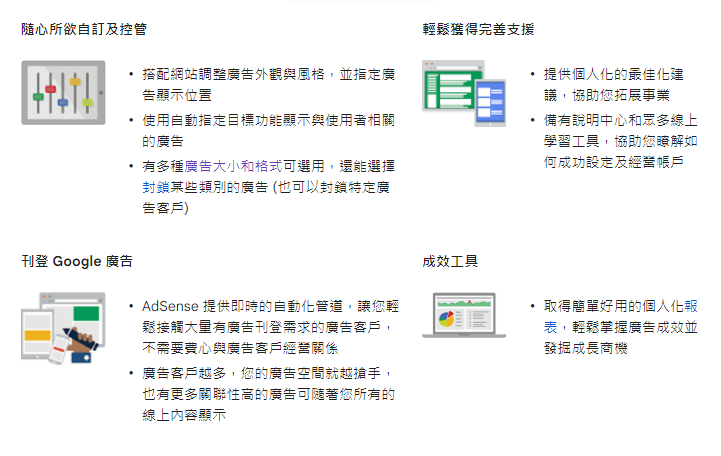 隨心所欲自訂及控管
• 搭配網站調整廣告外觀與風格，並指定廣
告顯示位置
• 使用自動指定目標功能顯示與使用者相關
的廣告
• 有多種廣告大小和格式可選用，還能選擇
封鎖某些類別的廣告 (也可以封鎖特定廣
告客戶)
輕鬆獲得完善支援
• 提供個人化的最佳化建
議，協助您拓展事業
• 備有說明中心和眾多線上
學習工具，協助您瞭解如
何成功設定及經營帳戶
刊登 Google 廣告
• AdSense 提供即時的自動化管道，讓您輕
鬆接觸大量有廣告刊登需求的廣告客戶，
不需要費心與廣告客戶經營關係
• 廣告客戶越多，您的廣告空間就越搶手，
也有更多關聯性高的廣告可隨著您所有的
線上內容顯示
成效工具
• 取得簡單好用的個人化報
表，輕鬆掌握廣告成效並
發掘成長商機